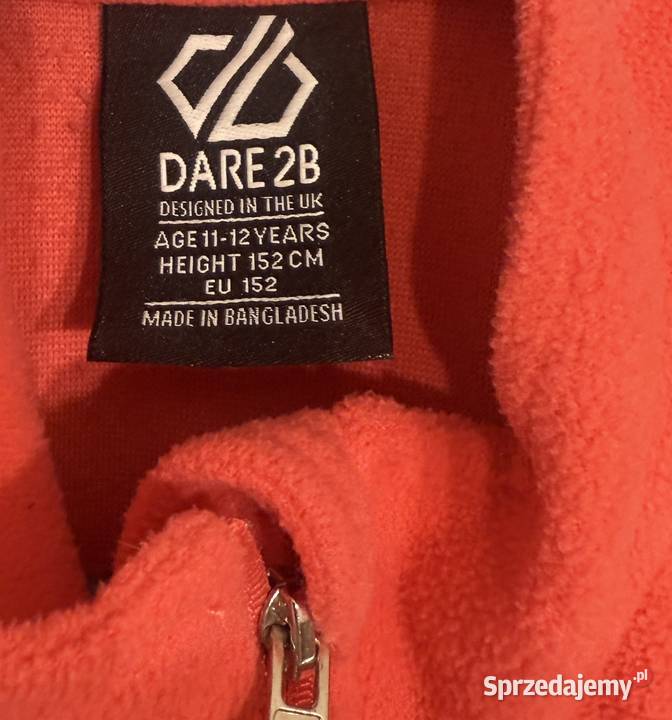 DARE 2B
DESIGNED IN THE UK
AGE 11-12 YEARS
HEIGHT 152 CM
EU 152
MADE IN BANGLADESH
Sprzedajemy.pl